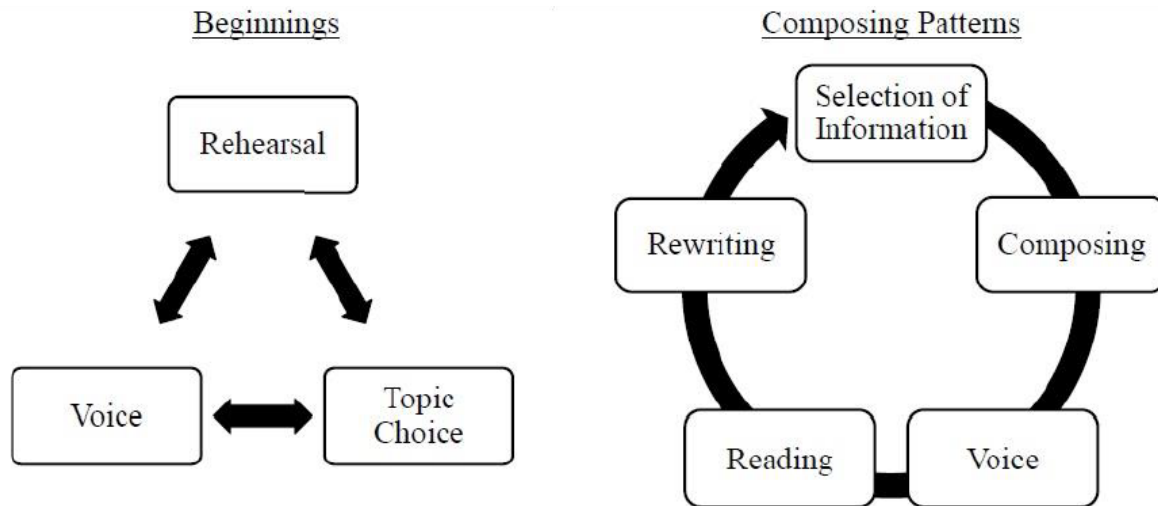 Beginnings
Rehearsal
Voice
Topic
Choice
Composing Patterns
Selection of
Information
Composing
Voice
Reading
Rewriting